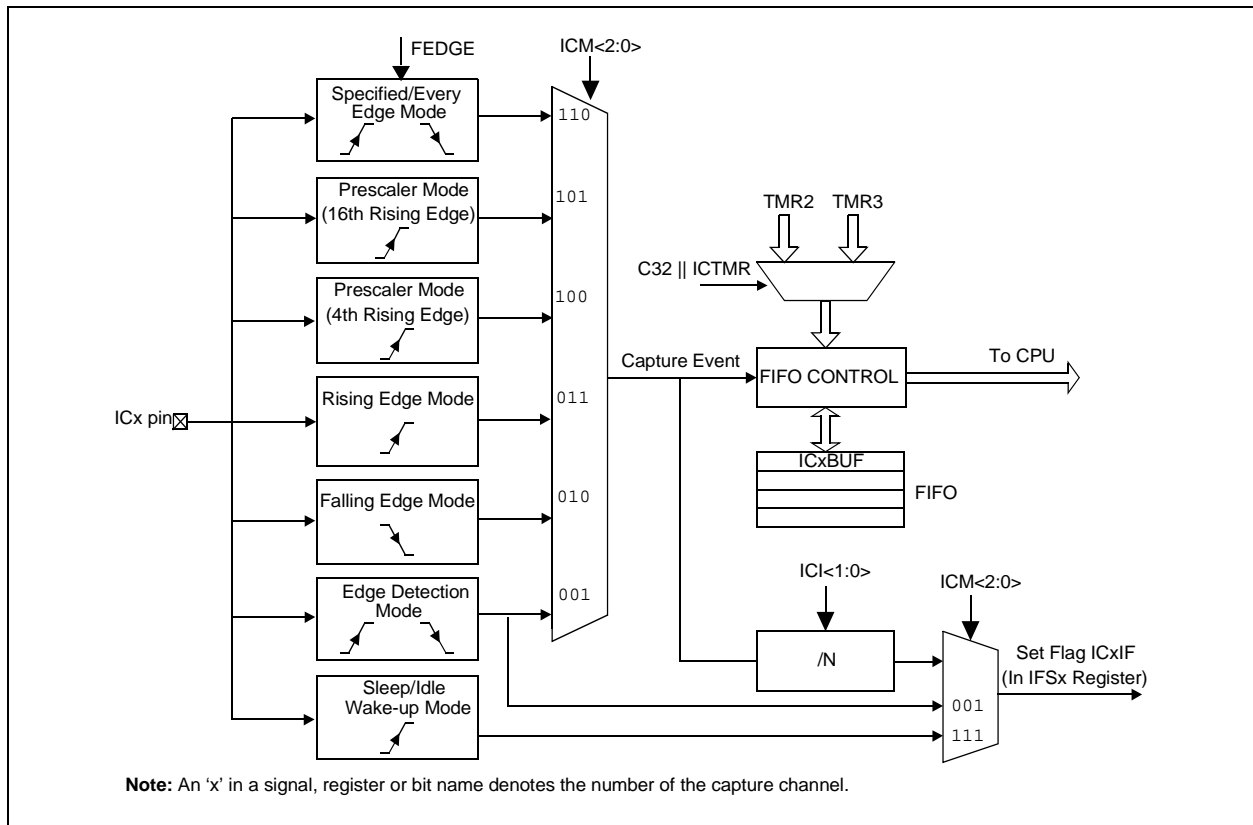 FEDGE
ICM<2:0>
Specified/Every
Edge Mode
110
Prescaler Mode
(16th Rising Edge)
101
TMR2
TMR3
C32 || ICTMR
Prescaler Mode
(4th Rising Edge)
100
Capture Event
FIFO CONTROL
To CPU
ICx pin
Rising Edge Mode
011
ICxBUF
FIFO
Falling Edge Mode
010
Edge Detection
Mode
001
ICI<1:0>
ICM<2:0>
/N
Set Flag ICxIF
(In IFSx Register)
001
111
Sleep/Idle
Wake-up Mode
Note: An ‘x’ in a signal, register or bit name denotes the number of the capture channel.